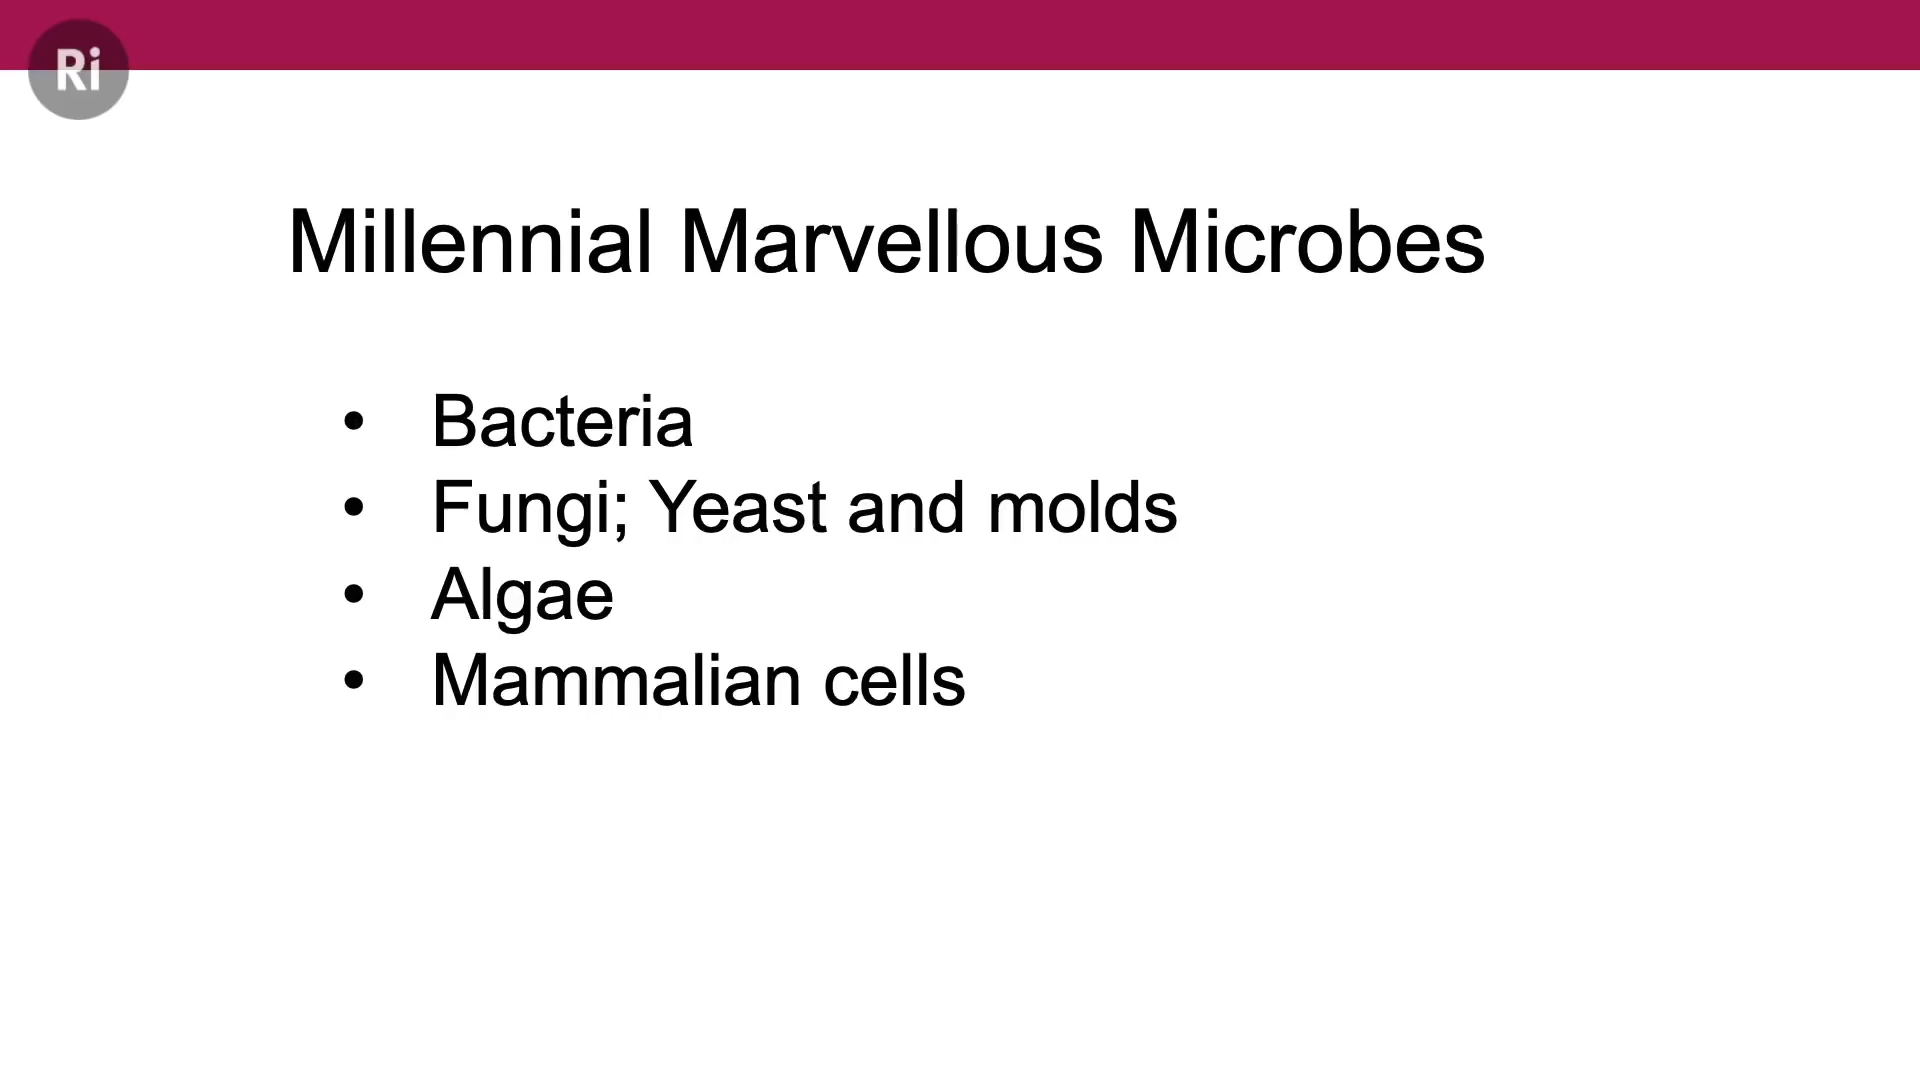 Ri
Millennial Marvellous Microbes
• Bacteria
• Fungi; Yeast and molds
• Algae
• Mammalian cells